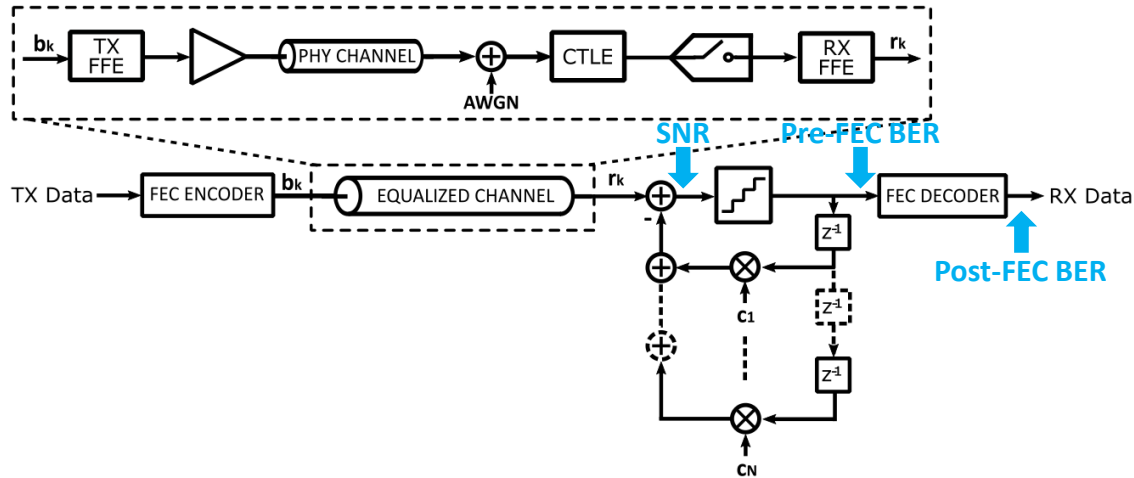 bk
TX
FFE
PHY CHANNEL
AWGN
CTLE
RX
FFE
rk
SNR
Pre-FEC BER
TX Data
FEC ENCODER
bk
EQUALIZED CHANNEL
rk
-
FEC DECODER
RX Data
Post-FEC BER
z-1
c1
z-1
z-1
cN